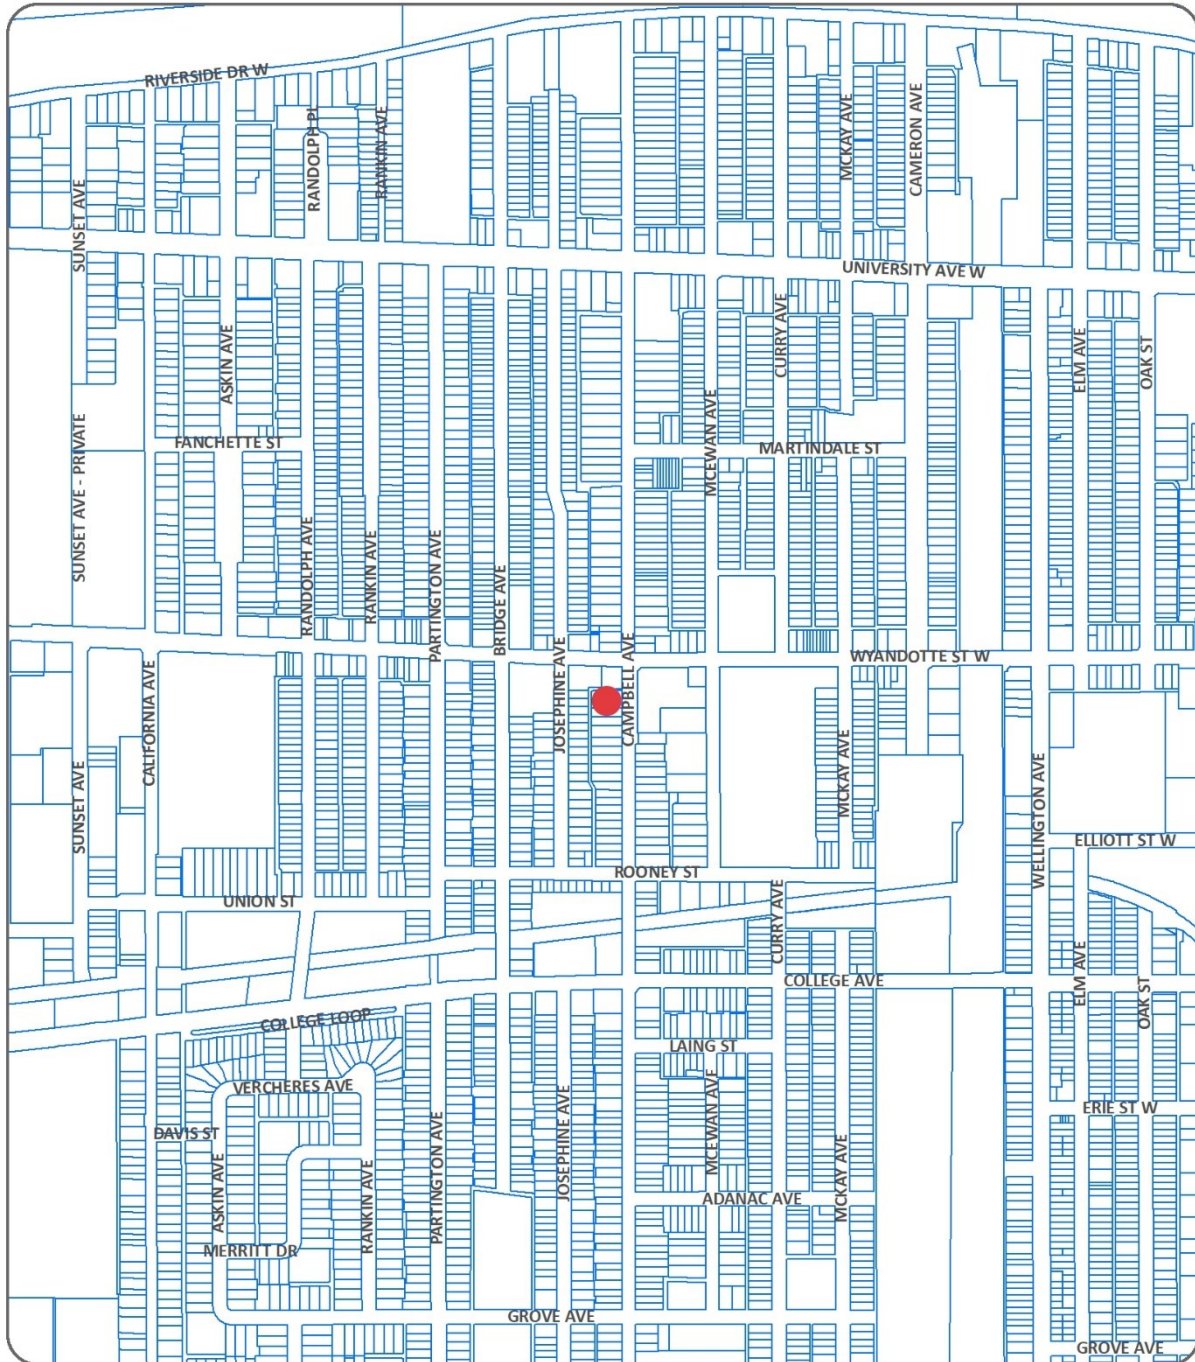 RIVERSIDE DR W
RANDOLPH PL
RANKIN AVE
MCKAY AVE
CAMERON AVE
SUNSET AVE
UNIVERSITY AVE W
CURRY AVE
ASKIN AVE
ELM AVE
OAK ST
MCEWAN AVE
FANCHETTE ST
MARTINDALE ST
SUNSET AVE - PRIVATE
RANDOLPH AVE
RANKIN AVE
PARTINGTON AVE
BRIDGE AVE
JOSEPHINE AVE
CAMPBELL AVE
WYANDOTTE ST W
CALIFORNIA AVE
SUNSET AVE
MCKAY AVE
WELLINGTON AVE
ELLIOTT ST W
ROONEY ST
UNION ST
CURRY AVE
ELM AVE
COLLEGE AVE
OAK ST
COLLEGE LOOP
LAING ST
VERCHERES AVE
JOSEPHINE AVE
MCEWAN AVE
ERIE ST W
DAVIS ST
PARTINGTON AVE
ASKIN AVE
RANKIN AVE
MCKAY AVE
ADANAC AVE
MERRITT DR
GROVE AVE
GROVE AVE